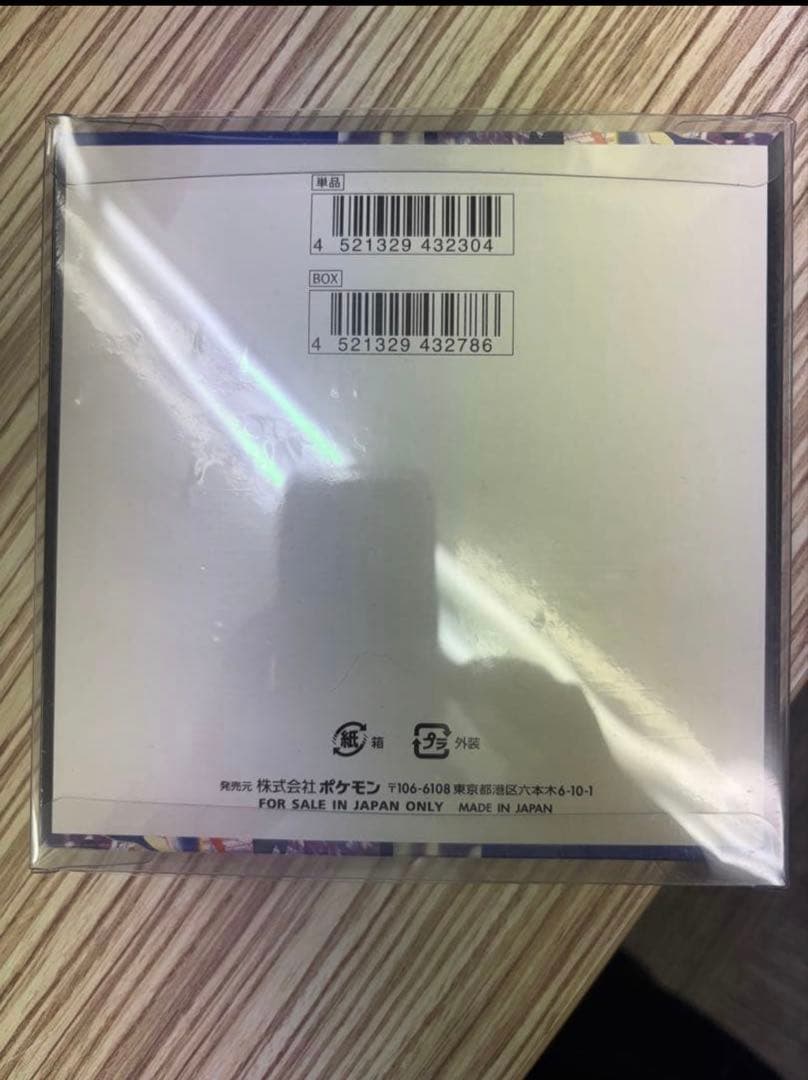 単品
4 521329 432304
BOX
4 521329 432786
紙 箱 プラ 外装
発売元 株式会社 ポケモン 〒106-6108 東京都港区六本木6-10-1
FOR SALE IN JAPAN ONLY MADE IN JAPAN